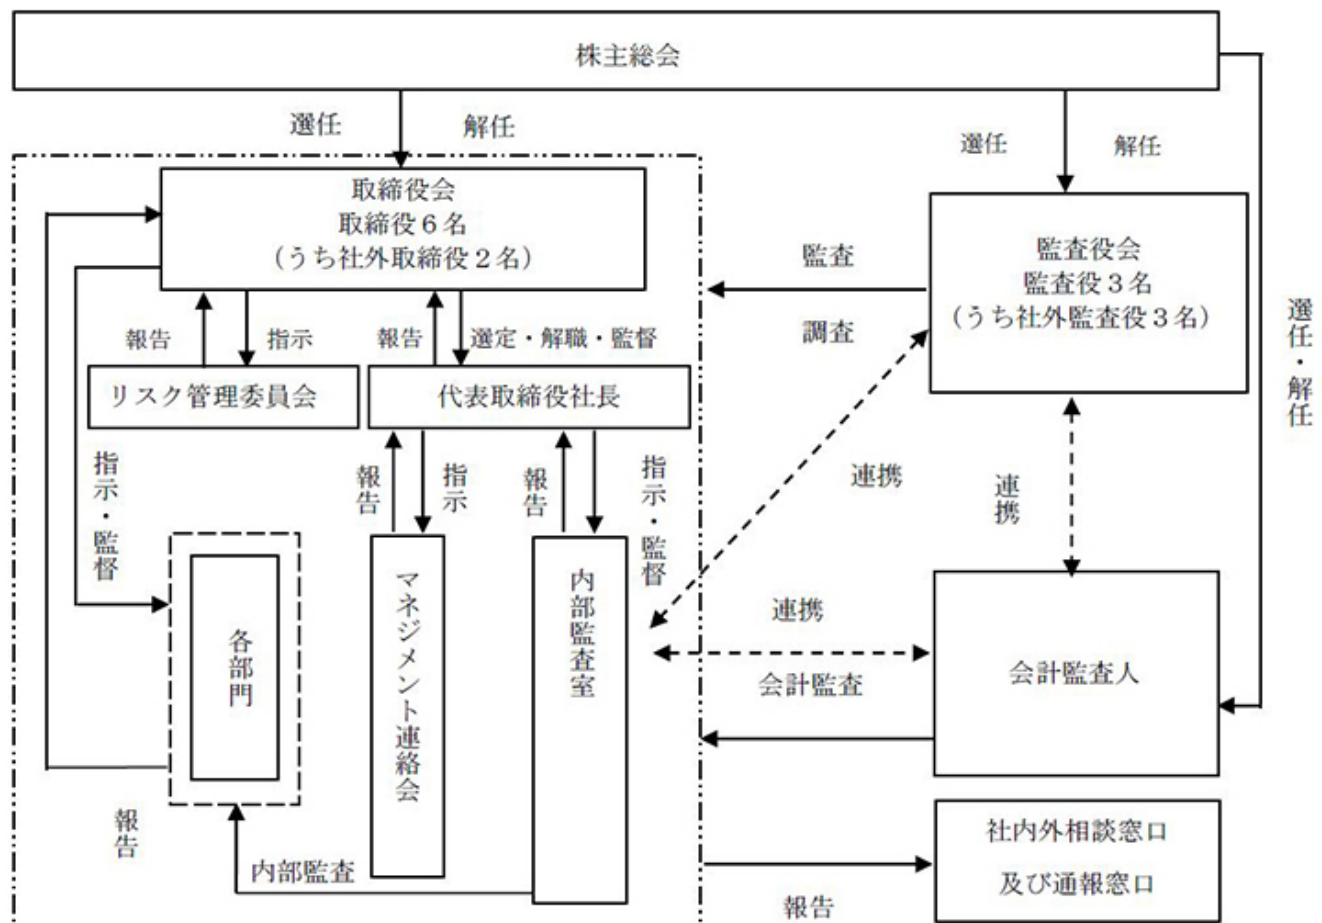 株主総会
選任
解任
選任
解任
取締役会
取締役６名
（うち社外取締役２名）
監査役会
監査役３名
（うち社外監査役３名）
監査
調査
選任・解任
報告
指示
報告
選定・解職・監督
リスク管理委員会
代表取締役社長
指示・監督
報告
指示
報告
指示・監督
連携
連携
各部門
マネジメント連絡会
内部監査室
連携
会計監査
会計監査人
報告
内部監査
社内外相談窓口
及び通報窓口
報告